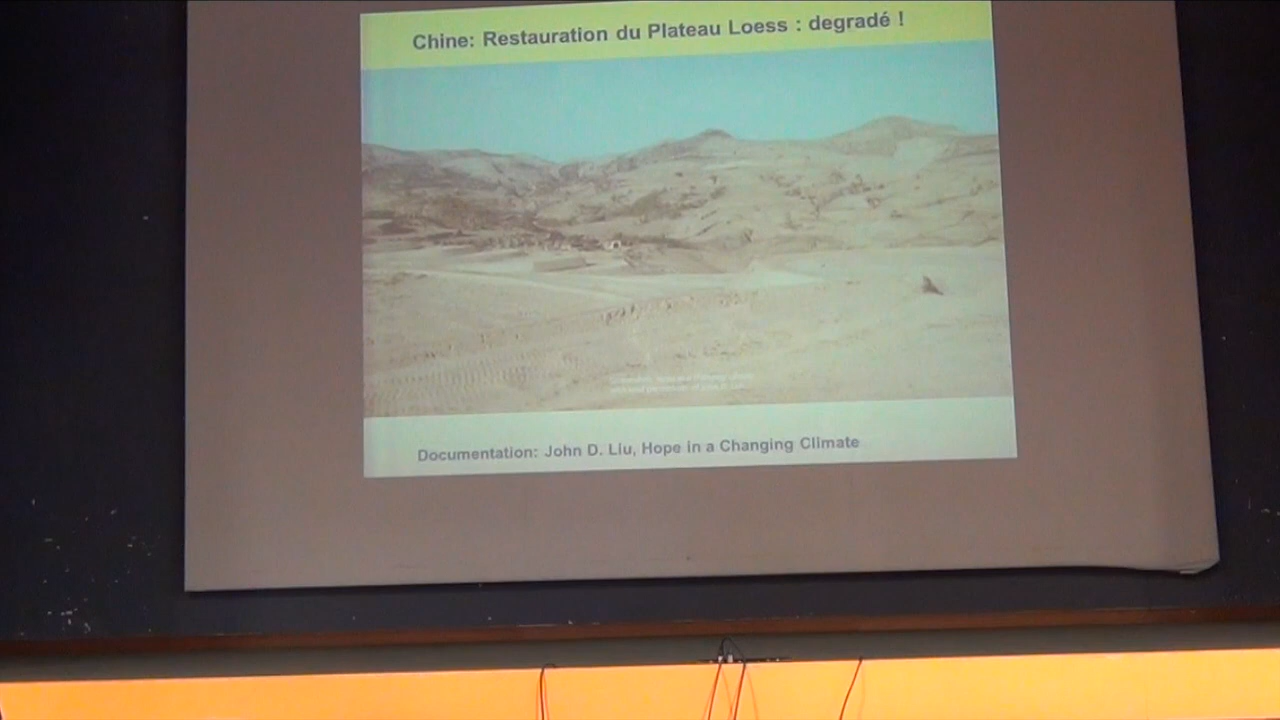 Chine: Restauration du Plateau Loess : degradé !
Documentation: John D. Liu, Hope in a Changing Climate